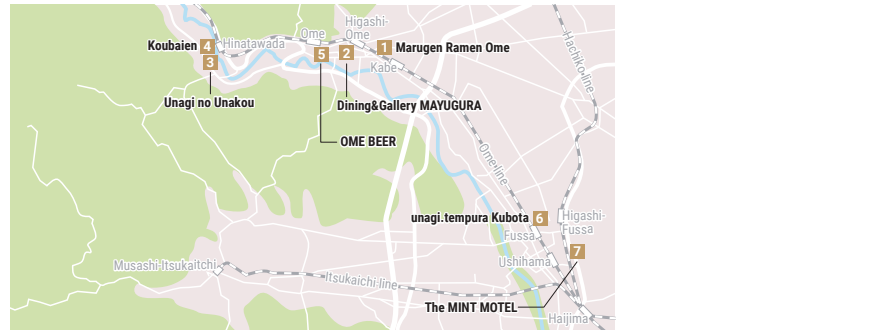 Koubaien 4
Hinatawada
3
Ome
5
Higashi-
Ome
2
1 Marugen Ramen Ome
Kabe
Hachiko line
Unagi no Unakou
Dining&Gallery MAYUGURA
OME BEER
Ome line
unagi.tempura Kubota 6
Higashi-
Fussa
Fussa
7
Ushihama
Musashi-Itsukaitchi
Itsukaichi line
The MINT MOTEL
Haijima